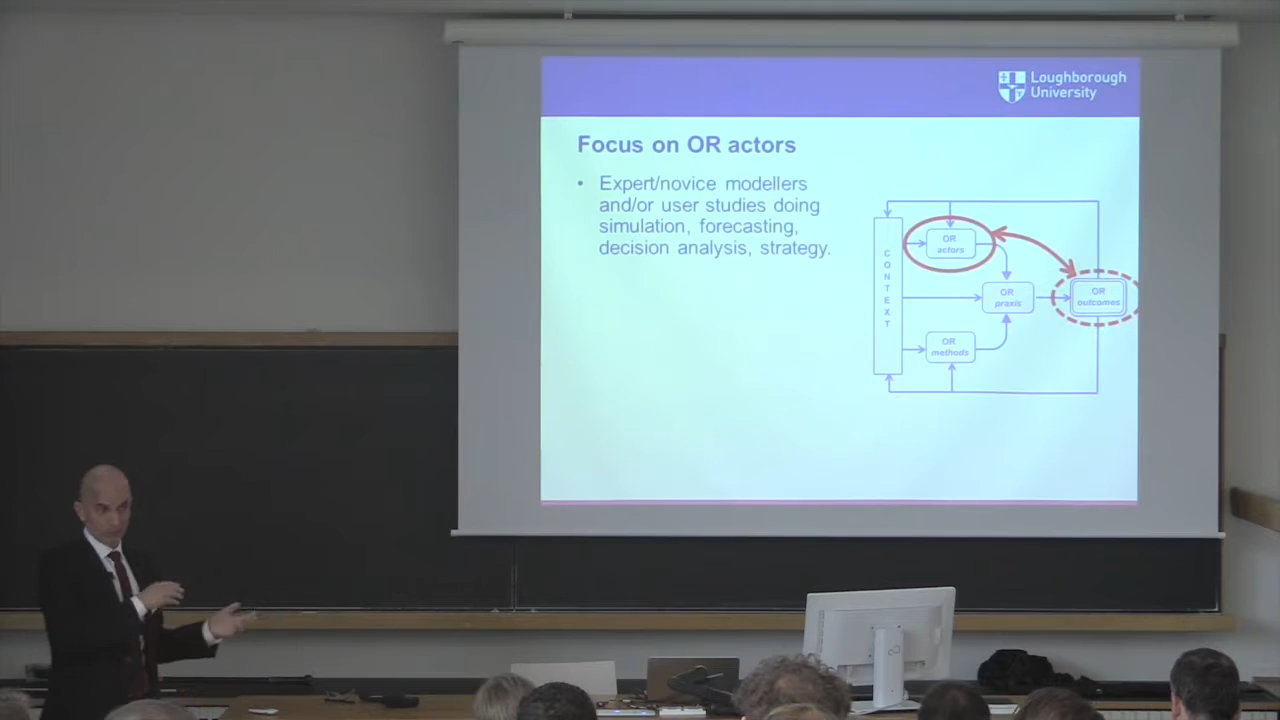 Loughborough
University
Focus on OR actors
• Expert/novice modellers
and/or user studies doing
simulation, forecasting,
decision analysis, strategy.
CONTEXT
OR
actors
OR
praxis
OR
outcomes
OR
methods